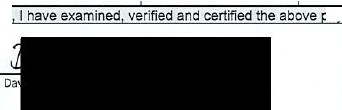 , I have examined, verified and certified the above
Dav